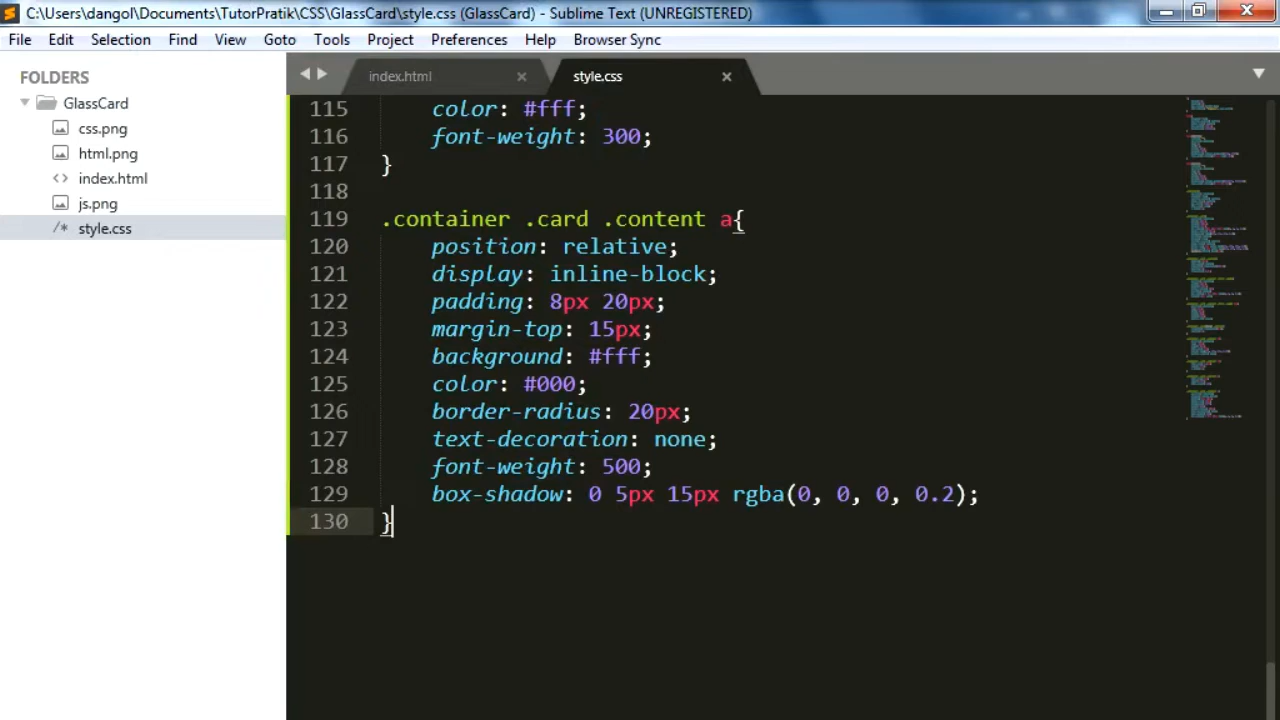 C:\Users\dangol\Documents\TutorPratik\CSS\GlassCard\style.css (GlassCard) - Sublime Text (UNREGISTERED)
File Edit Selection Find View Goto Tools Project Preferences Help Browser Sync
FOLDERS
GlassCard
css.png
html.png
index.html
js.png
/* style.css
index.html
style.css
115 color: #fff;
116 font-weight: 300;
117 }
118
119 .container .card .content a{
120 position: relative;
121 display: inline-block;
122 padding: 8px 20px;
123 margin-top: 15px;
124 background: #fff;
125 color: #000;
126 border-radius: 20px;
127 text-decoration: none;
128 font-weight: 500;
129 box-shadow: 0 5px 15px rgba(0, 0, 0, 0.2);
130 }